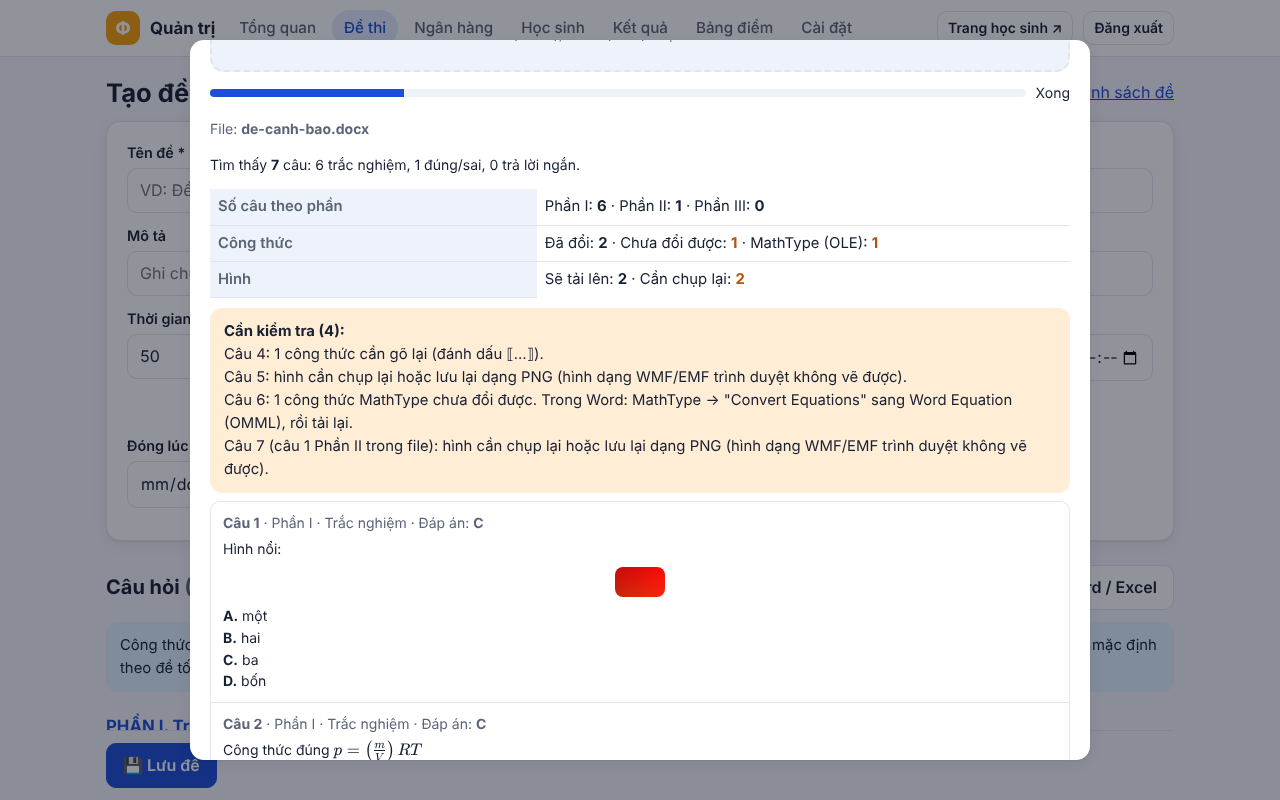 Φ Quản trị Tổng quan Đề thi Ngân hàng Học sinh Kết quả Bảng điểm Cài đặt Trang học sinh ↗ Đăng xuất
Tạo đề
nh sách đề
Xong
File: de-canh-bao.docx
Tên đề *
Tìm thấy 7 câu: 6 trắc nghiệm, 1 đúng/sai, 0 trả lời ngắn.
VD: Đề
Số câu theo phần Phần I: 6 · Phần II: 1 · Phần III: 0
Mô tả
Công thức Đã đổi: 2 · Chưa đổi được: 1 · MathType (OLE): 1
Ghi ch
Hình Sẽ tải lên: 2 · Cần chụp lại: 2
Thời gian
50
-:--
Cần kiểm tra (4):
Câu 4: 1 công thức cần gõ lại (đánh dấu ⟦...⟧).
Câu 5: hình cần chụp lại hoặc lưu lại dạng PNG (hình dạng WMF/EMF trình duyệt không vẽ được).
Câu 6: 1 công thức MathType chưa đổi được. Trong Word: MathType → "Convert Equations" sang Word Equation
(OMML), rồi tải lại.
Câu 7 (câu 1 Phần II trong file): hình cần chụp lại hoặc lưu lại dạng PNG (hình dạng WMF/EMF trình duyệt không vẽ
được).
Đóng lúc
mm/dd
Câu 1 · Phần I · Trắc nghiệm · Đáp án: C
Hình nổi:
A. một
B. hai
C. ba
D. bốn
Câu hỏi (
rd / Excel
Công thức
mặc định
theo đề tố
PHẦN I. Tr
Câu 2 · Phần I · Trắc nghiệm · Đáp án: C
Công thức đúng p = (m/V) RT
💾 Lưu đề